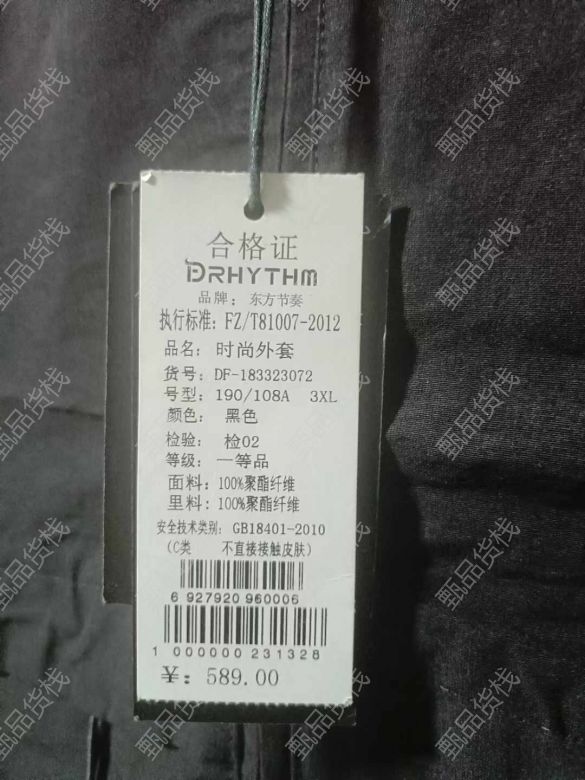 合格证
DRHYTHM
品牌：东方节奏
执行标准：FZ/T81007-2012
品名：时尚外套
货号：DF-183323072
号型：190/108A 3XL
颜色：黑色
检验：检02
等级：一等品
面料：100%聚酯纤维
里料：100%聚酯纤维
安全技术类别：GB18401-2010
（C类 不直接接触皮肤）
6 927920 960006
1 000000 231328
¥：589.00
甄品货栈